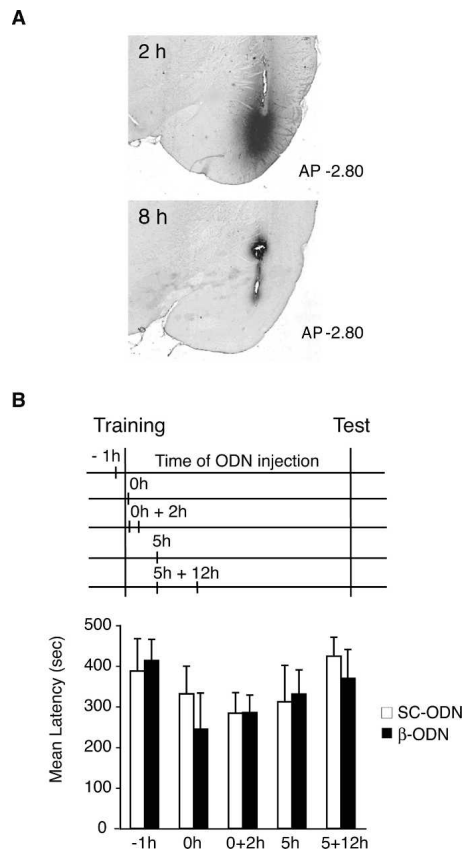 A
2 h
AP -2.80
8 h
AP -2.80
B
Training Test
- 1h Time of ODN injection
0h
0h + 2h
5h
5h + 12h
500
400
300
200
100
0
Mean Latency (sec)
SC-ODN
β-ODN
-1h 0h 0+2h 5h 5+12h